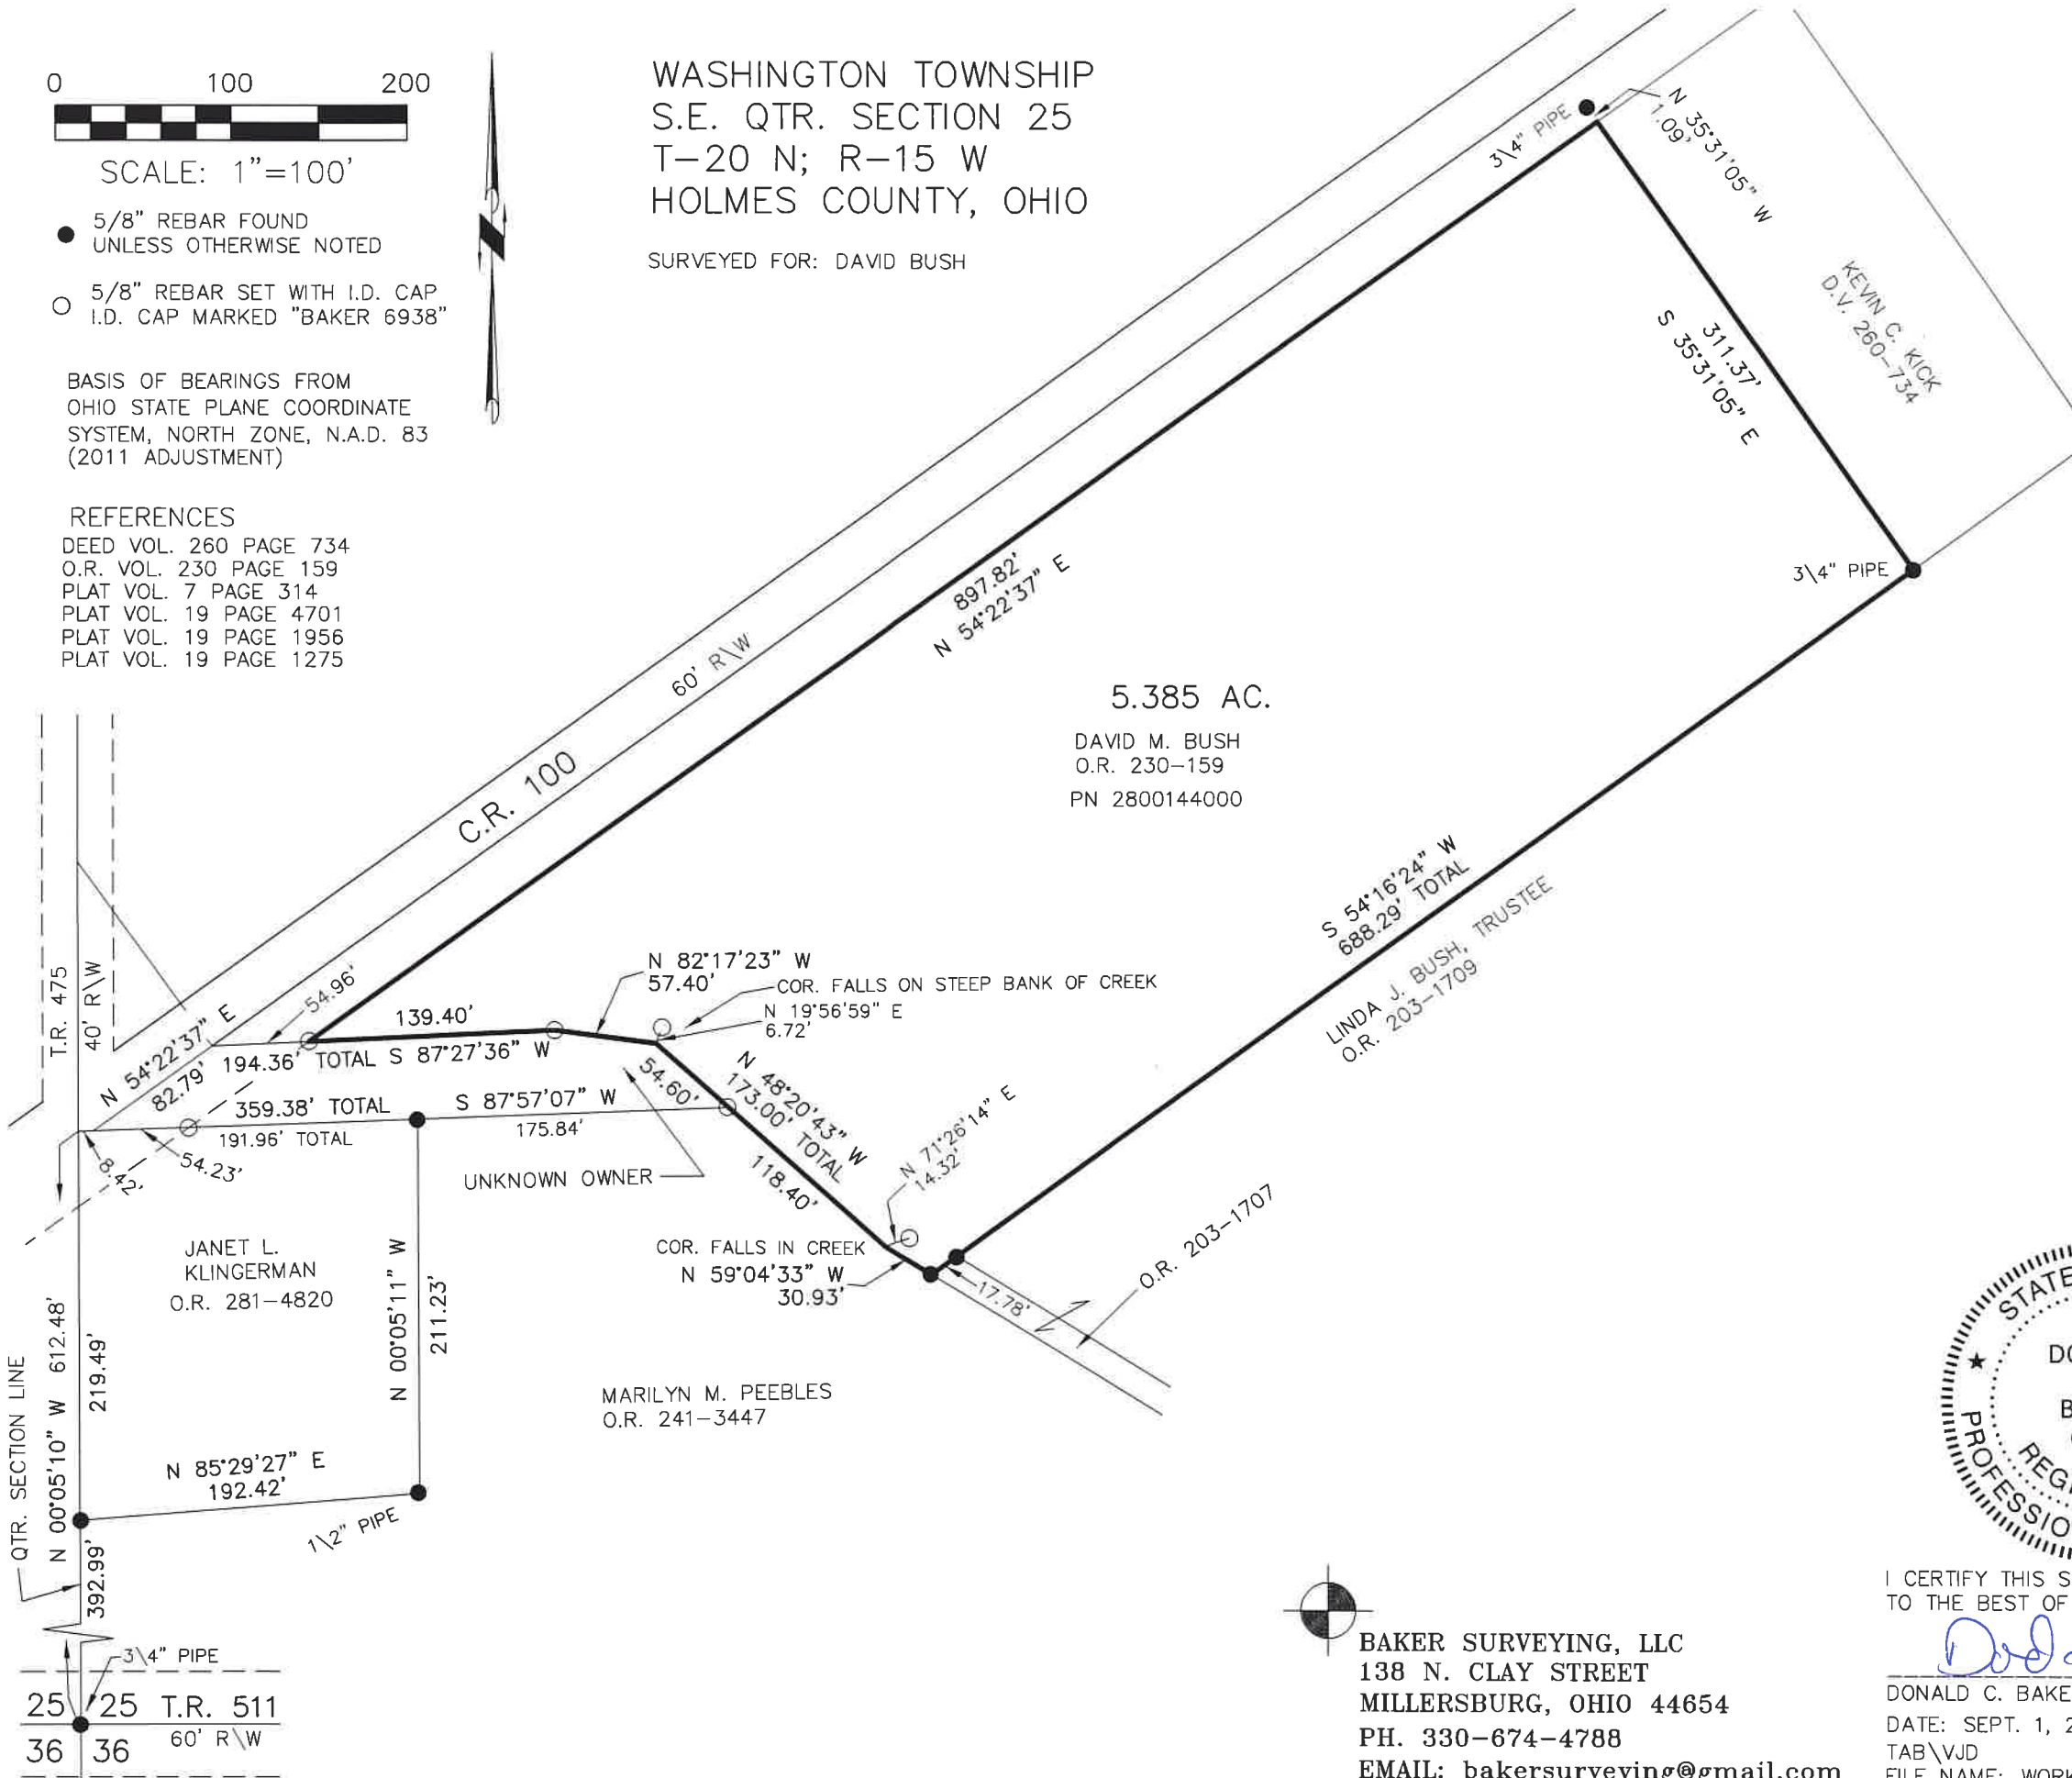 0 100 200
SCALE: 1"=100'
5/8" REBAR FOUND
UNLESS OTHERWISE NOTED
5/8" REBAR SET WITH I.D. CAP
I.D. CAP MARKED "BAKER 6938"
BASIS OF BEARINGS FROM
OHIO STATE PLANE COORDINATE
SYSTEM, NORTH ZONE, N.A.D. 83
(2011 ADJUSTMENT)
REFERENCES
DEED VOL. 260 PAGE 734
O.R. VOL. 230 PAGE 159
PLAT VOL. 7 PAGE 314
PLAT VOL. 19 PAGE 4701
PLAT VOL. 19 PAGE 1956
PLAT VOL. 19 PAGE 1275
N
WASHINGTON TOWNSHIP
S.E. QTR. SECTION 25
T-20 N; R-15 W
HOLMES COUNTY, OHIO
SURVEYED FOR: DAVID BUSH
3\4" PIPE
N 35°31'05" W
1.09'
KEVIN C. KICK
D.V. 260-734
311.37'
S 35°31'05" E
3\4" PIPE
897.82'
N 54°22'37" E
60' R\W
C.R. 100
5.385 AC.
DAVID M. BUSH
O.R. 230-159
PN 2800144000
S 54°16'24" W
688.29' TOTAL
LINDA J. BUSH, TRUSTEE
O.R. 203-1709
T.R. 475
40' R\W
N 54°22'37" E
82.79'
54.96'
139.40'
N 82°17'23" W
57.40'
COR. FALLS ON STEEP BANK OF CREEK
N 19°56'59" E
6.72'
194.36' TOTAL S 87°27'36" W
359.38' TOTAL
S 87°57'07" W
191.96' TOTAL
175.84'
8.42'
54.23'
UNKNOWN OWNER
54.60'
N 48°20'43" W
173.00' TOTAL
118.40'
N 71°26'14" E
14.32'
COR. FALLS IN CREEK
N 59°04'33" W
30.93'
17.78'
O.R. 203-1707
JANET L.
KLINGERMAN
O.R. 281-4820
N 00°05'11" W
211.23'
MARILYN M. PEEBLES
O.R. 241-3447
QTR. SECTION LINE
N 00°05'10" W 612.48'
219.49'
N 85°29'27" E
192.42'
1\2" PIPE
392.99'
3\4" PIPE
25 25 T.R. 511
36 36 60' R\W
BAKER SURVEYING, LLC
138 N. CLAY STREET
MILLERSBURG, OHIO 44654
PH. 330-674-4788
EMAIL: bakersurveying@gmail.com
STATE
★
PROFESSIO
REG
I CERTIFY THIS S
TO THE BEST OF
DONALD C. BAKE
DATE: SEPT. 1, 2
TAB\VJD
FILE NAME: WORK